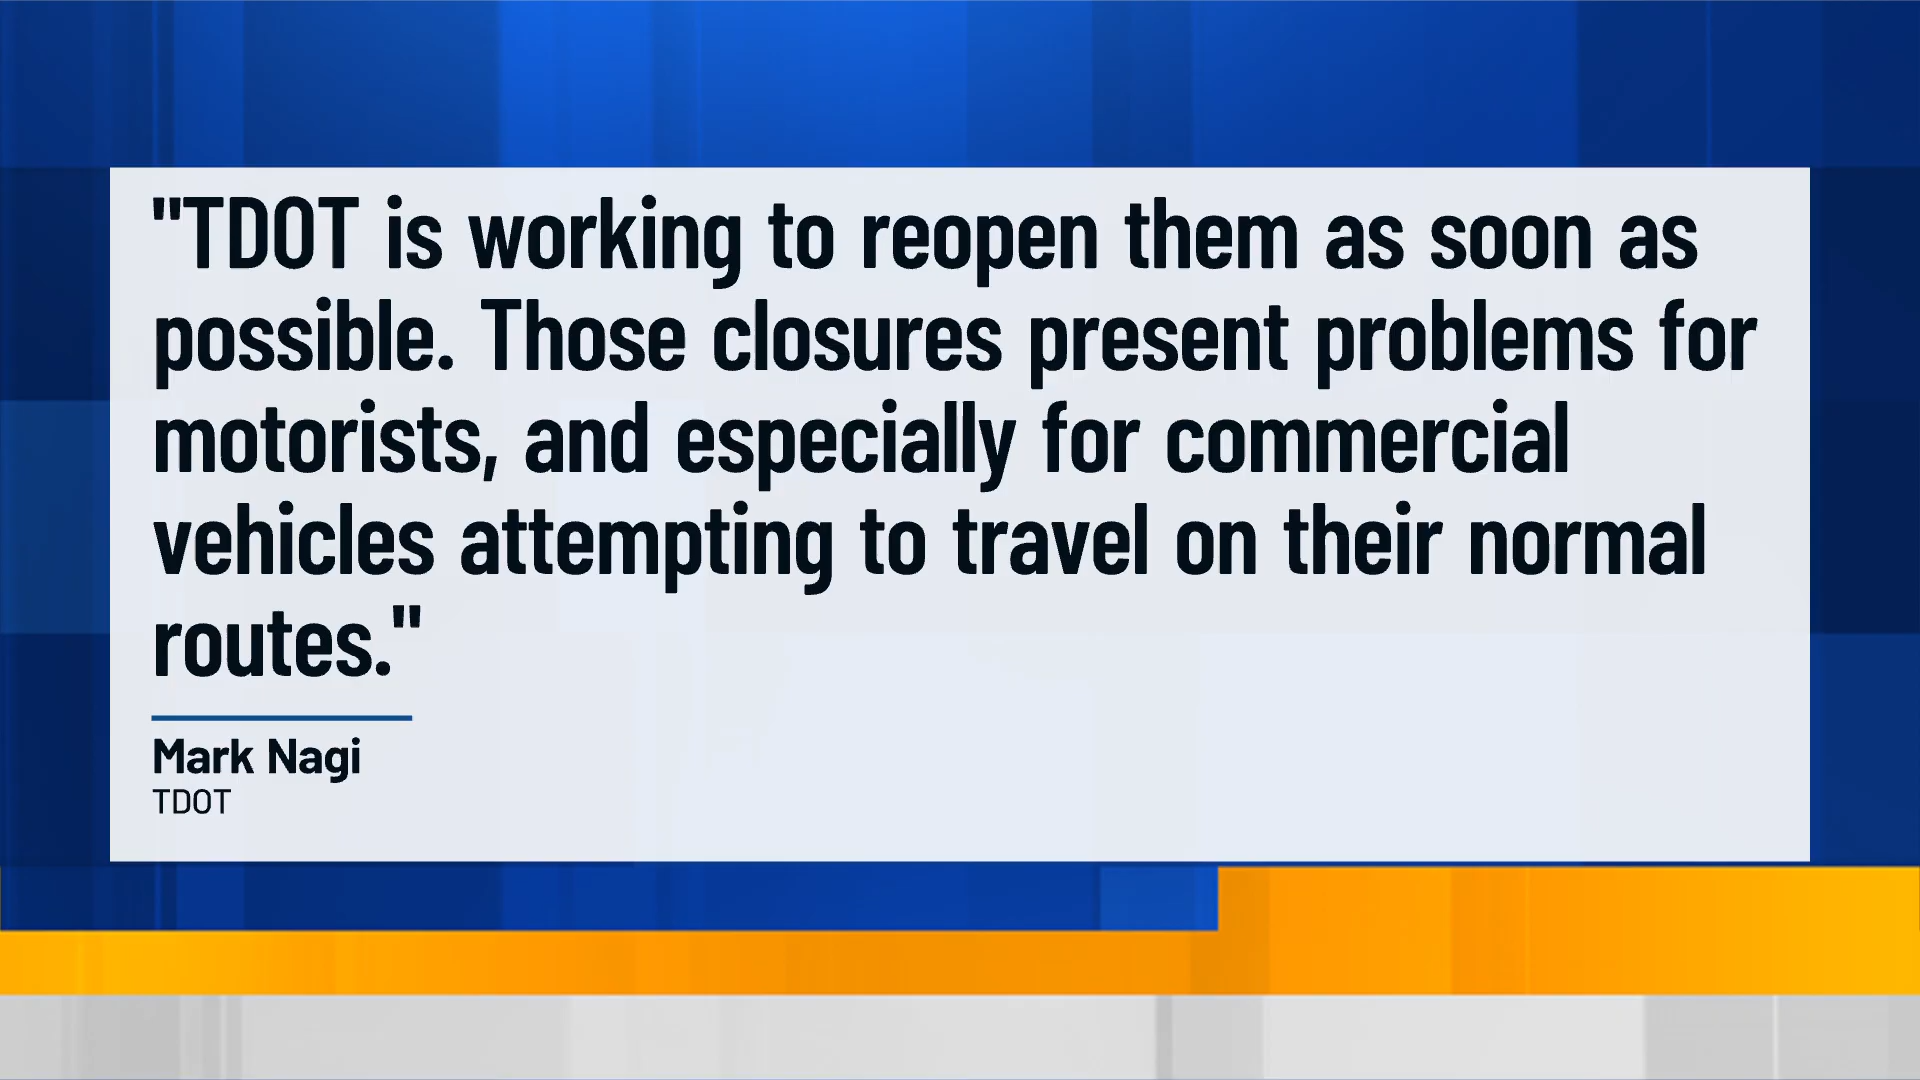 "TDOT is working to reopen them as soon as
possible. Those closures present problems for
motorists, and especially for commercial
vehicles attempting to travel on their normal
routes."
Mark Nagi
TDOT